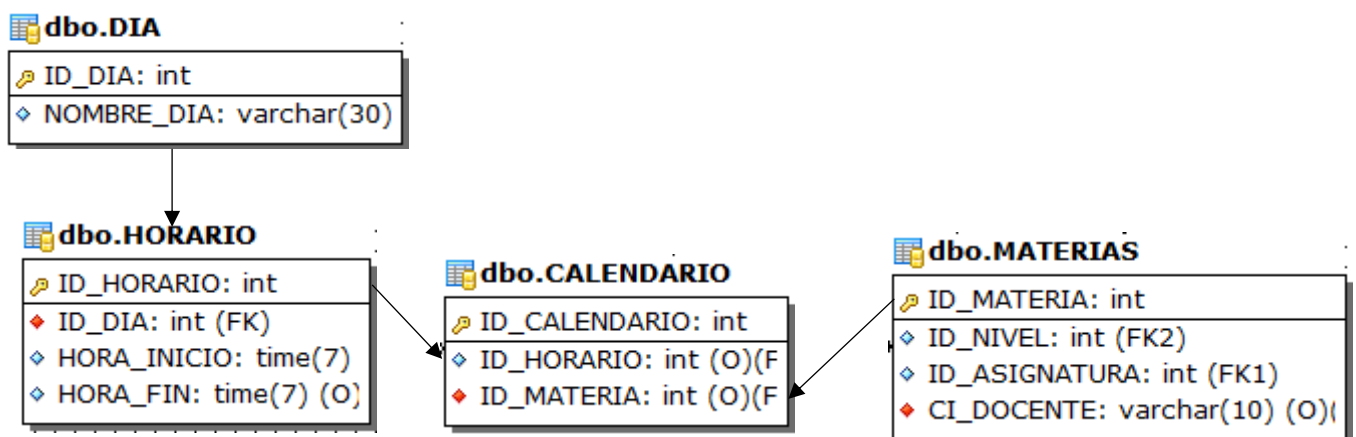 dbo.DIA
ID_DIA: int
NOMBRE_DIA: varchar(30)
dbo.HORARIO
ID_HORARIO: int
ID_DIA: int (FK)
HORA_INICIO: time(7)
HORA_FIN: time(7) (O)
dbo.CALENDARIO
ID_CALENDARIO: int
ID_HORARIO: int (O)(F
ID_MATERIA: int (O)(F
dbo.MATERIAS
ID_MATERIA: int
ID_NIVEL: int (FK2)
ID_ASIGNATURA: int (FK1)
CI_DOCENTE: varchar(10) (O)(